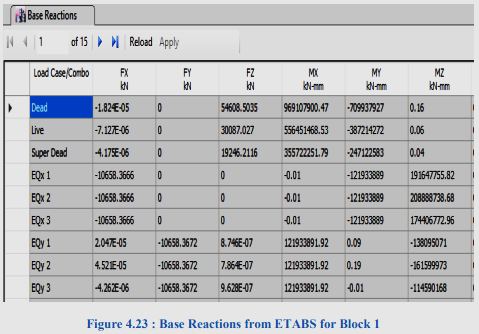 Base Reactions
1 of 15 Reload Apply
Load Case/Combo FX kN FY kN FZ kN MX kN-mm MY kN-mm MZ kN-mm
Dead -1.824E-05 0 54608.5035 969107900.47 -709937927 0.16
Live -7.127E-06 0 30087.027 556451468.53 -387214272 0.06
Super Dead -4.175E-06 0 19246.2116 355722251.79 -247122583 0.04
EQx 1 -10658.3666 0 0 -0.01 -121933889 191647755.82
EQx 2 -10658.3666 0 0 -0.01 -121933889 208888738.68
EQx 3 -10658.3666 0 0 -0.01 -121933889 174406772.96
EQy 1 2.047E-05 -10658.3672 8.746E-07 121933891.92 0.09 -138095071
EQy 2 4.521E-05 -10658.3672 7.864E-07 121933891.92 0.19 -161599973
EQy 3 -4.262E-06 -10658.3672 9.628E-07 121933891.92 -0.01 -114590168
Figure 4.23 : Base Reactions from ETABS for Block 1